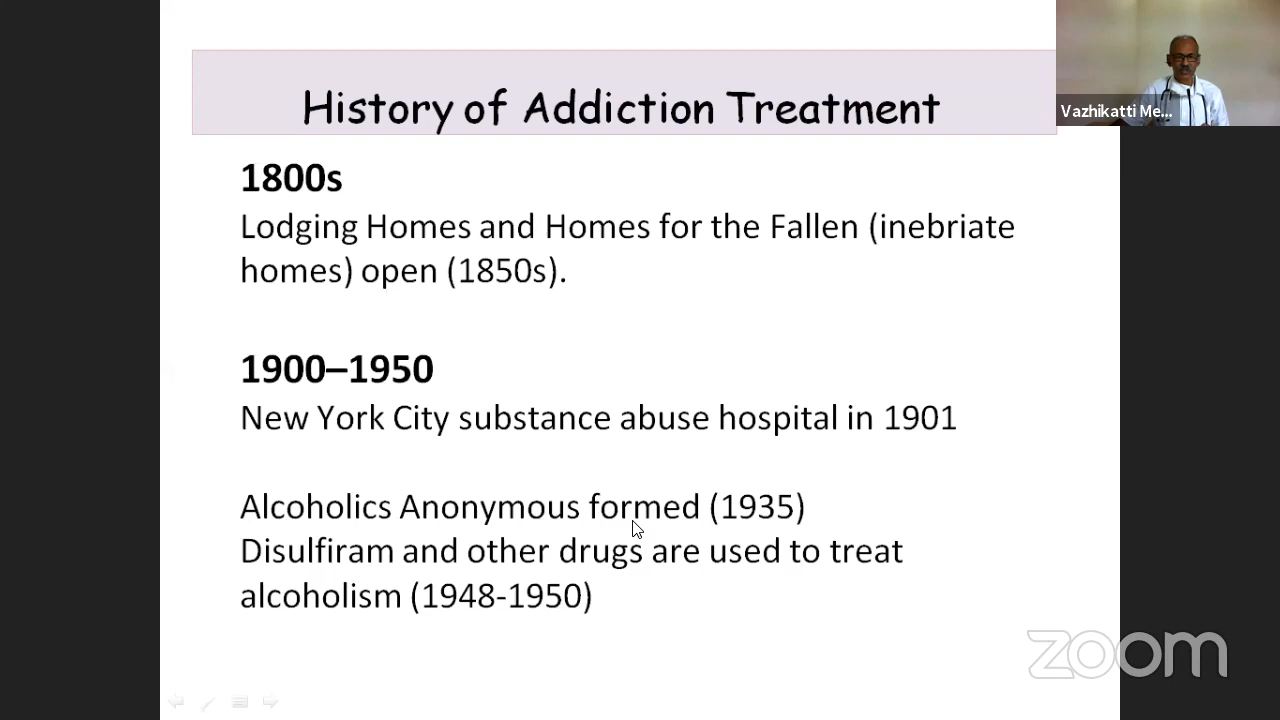 History of Addiction Treatment
Vazhikatti Me...
1800s
Lodging Homes and Homes for the Fallen (inebriate
homes) open (1850s).
1900–1950
New York City substance abuse hospital in 1901
Alcoholics Anonymous formed (1935)
Disulfiram and other drugs are used to treat
alcoholism (1948-1950)
zoom